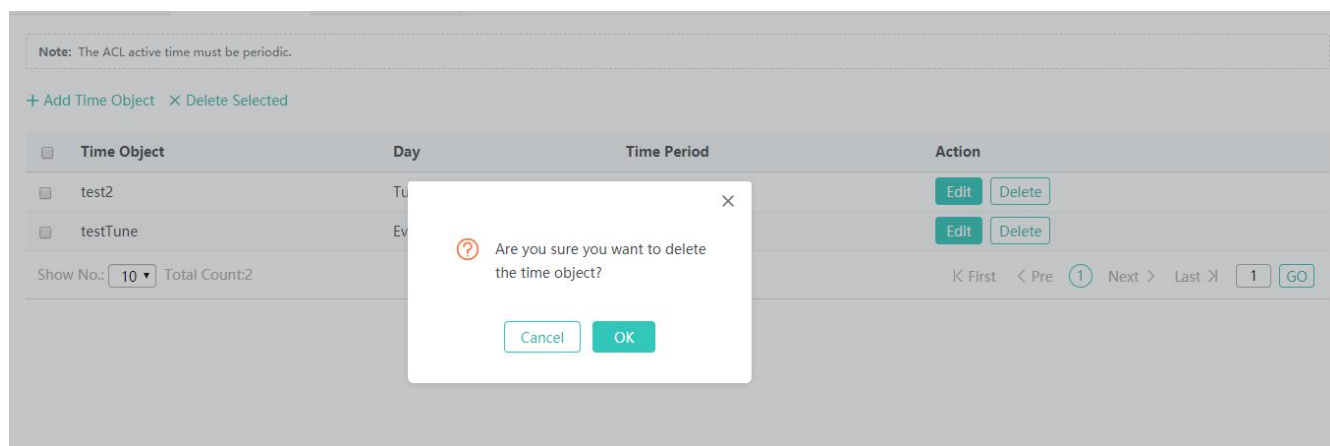 Note: The ACL active time must be periodic.
+ Add Time Object × Delete Selected
Time Object Day Time Period Action
test2 Edit Delete
testTune Edit Delete
Are you sure you want to delete
the time object?
Show No.: 10 Total Count:2 First < Pre 1 Next > Last 1 GO
Cancel OK